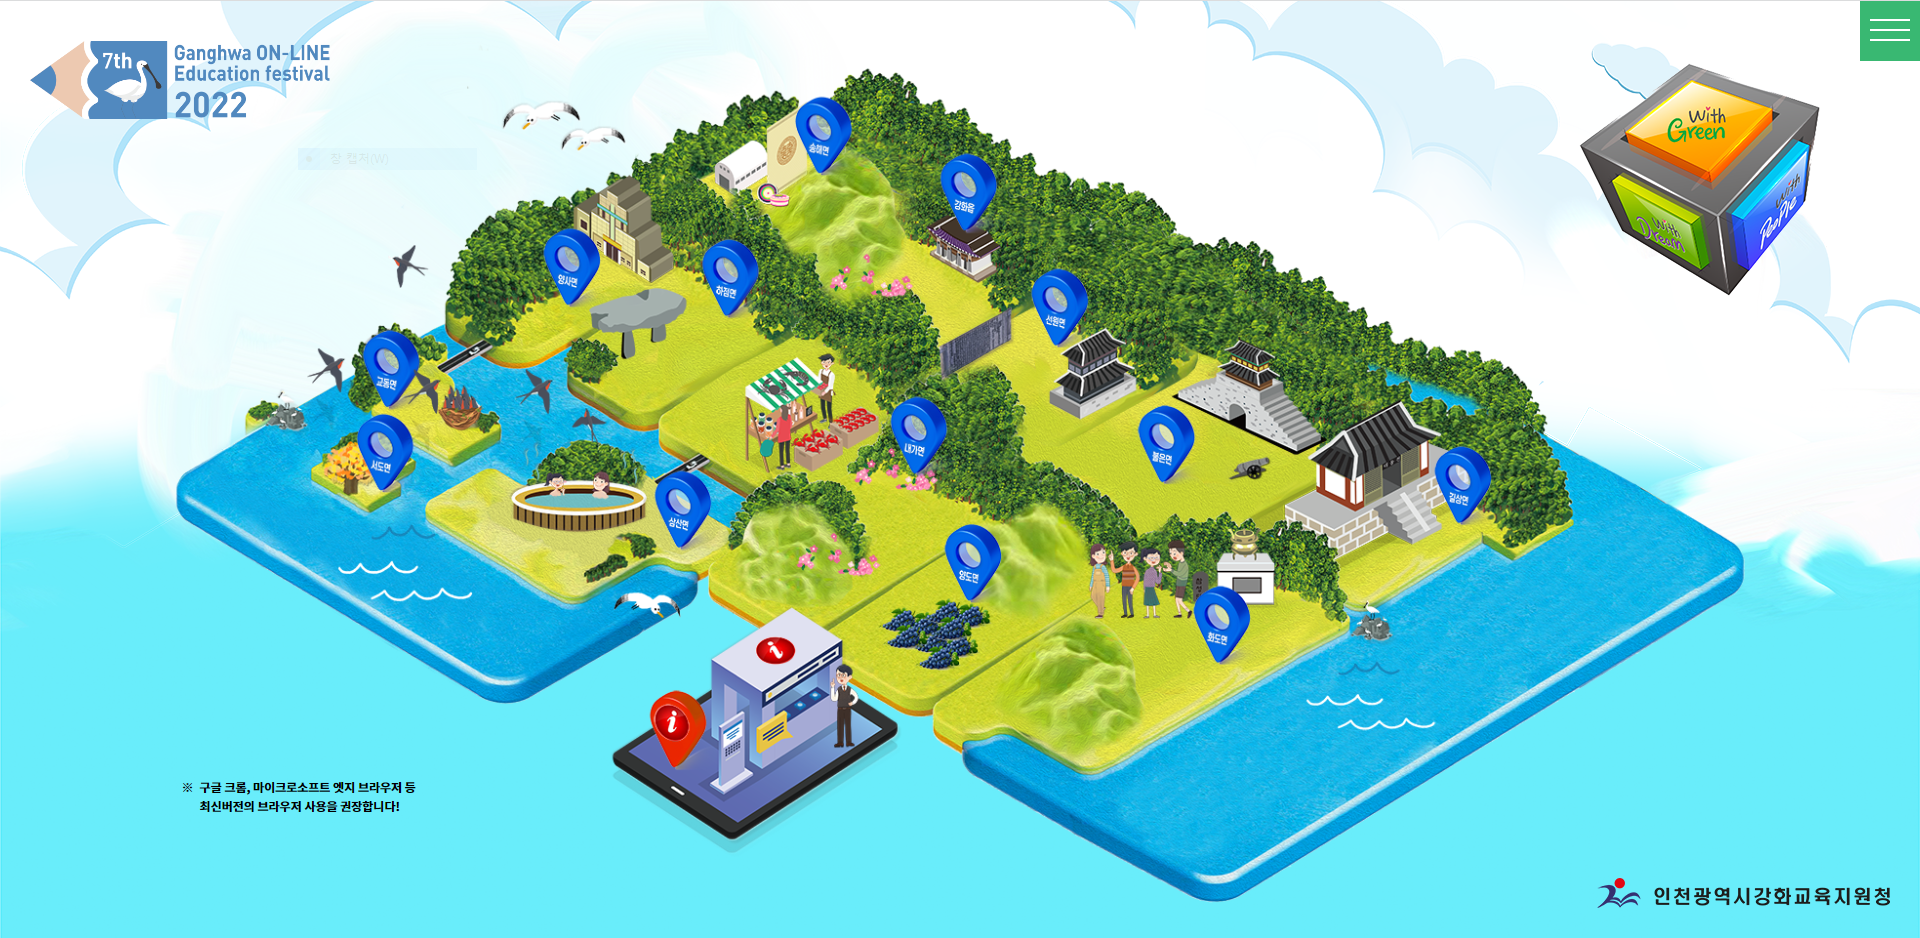 7th
Ganghwa ON-LINE
Education festival
2022
창 캡처(W)
With
Green
With
Dream
With
PeoPle
송해면
강화읍
양사면
하점면
선원면
교동면
내가면
불은면
서도면
길상면
삼산면
양도면
화도면
※ 구글 크롬, 마이크로소프트 엣지 브라우저 등
최신버전의 브라우저 사용을 권장합니다!
인천광역시강화교육지원청